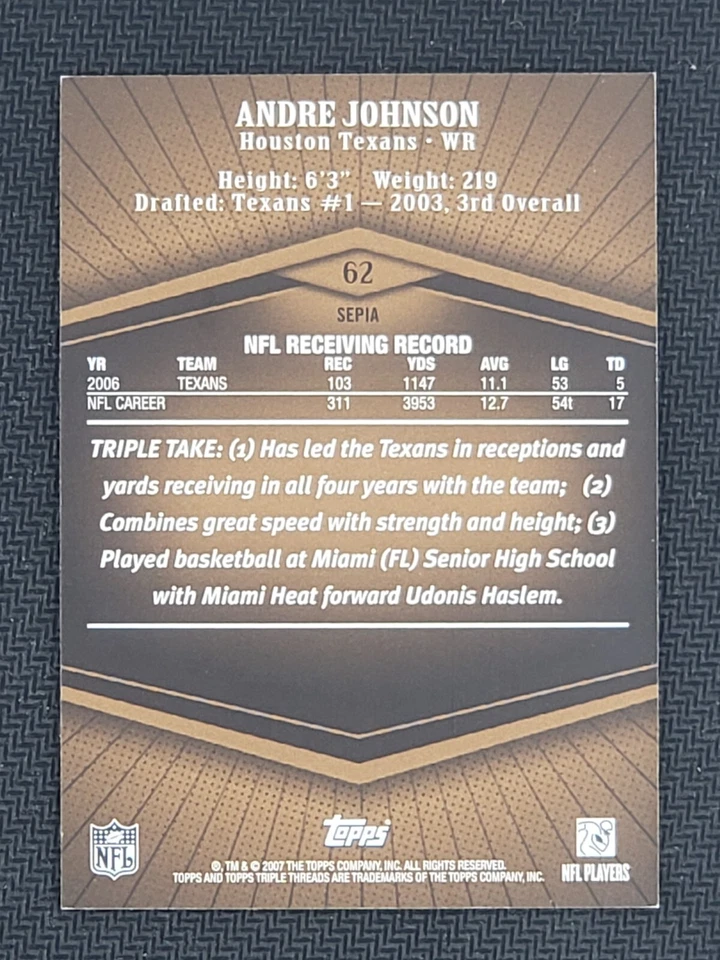 ANDRE JOHNSON
Houston Texans • WR
Height: 6'3" Weight: 219
Drafted: Texans #1 — 2003, 3rd Overall
62
SEPIA
NFL RECEIVING RECORD
YR TEAM REC YDS AVG LG TD
2006 TEXANS 103 1147 11.1 53 5
NFL CAREER 311 3953 12.7 54t 17
TRIPLE TAKE: (1) Has led the Texans in receptions and
yards receiving in all four years with the team; (2)
Combines great speed with strength and height; (3)
Played basketball at Miami (FL) Senior High School
with Miami Heat forward Udonis Haslem.
NFL
Topps
®, TM & © 2007 THE TOPPS COMPANY, INC. ALL RIGHTS RESERVED.
TOPPS AND TOPPS TRIPLE THREADS ARE TRADEMARKS OF THE TOPPS COMPANY, INC.
NFL PLAYERS